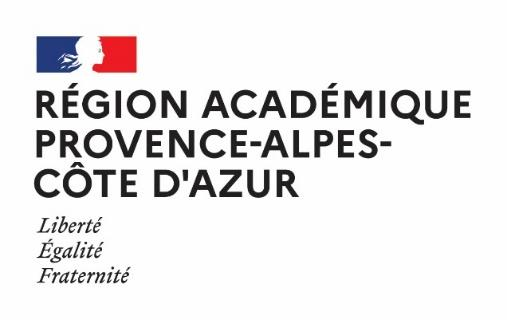 RÉGION ACADÉMIQUE
PROVENCE-ALPES-
CÔTE D'AZUR
Liberté
Égalité
Fraternité